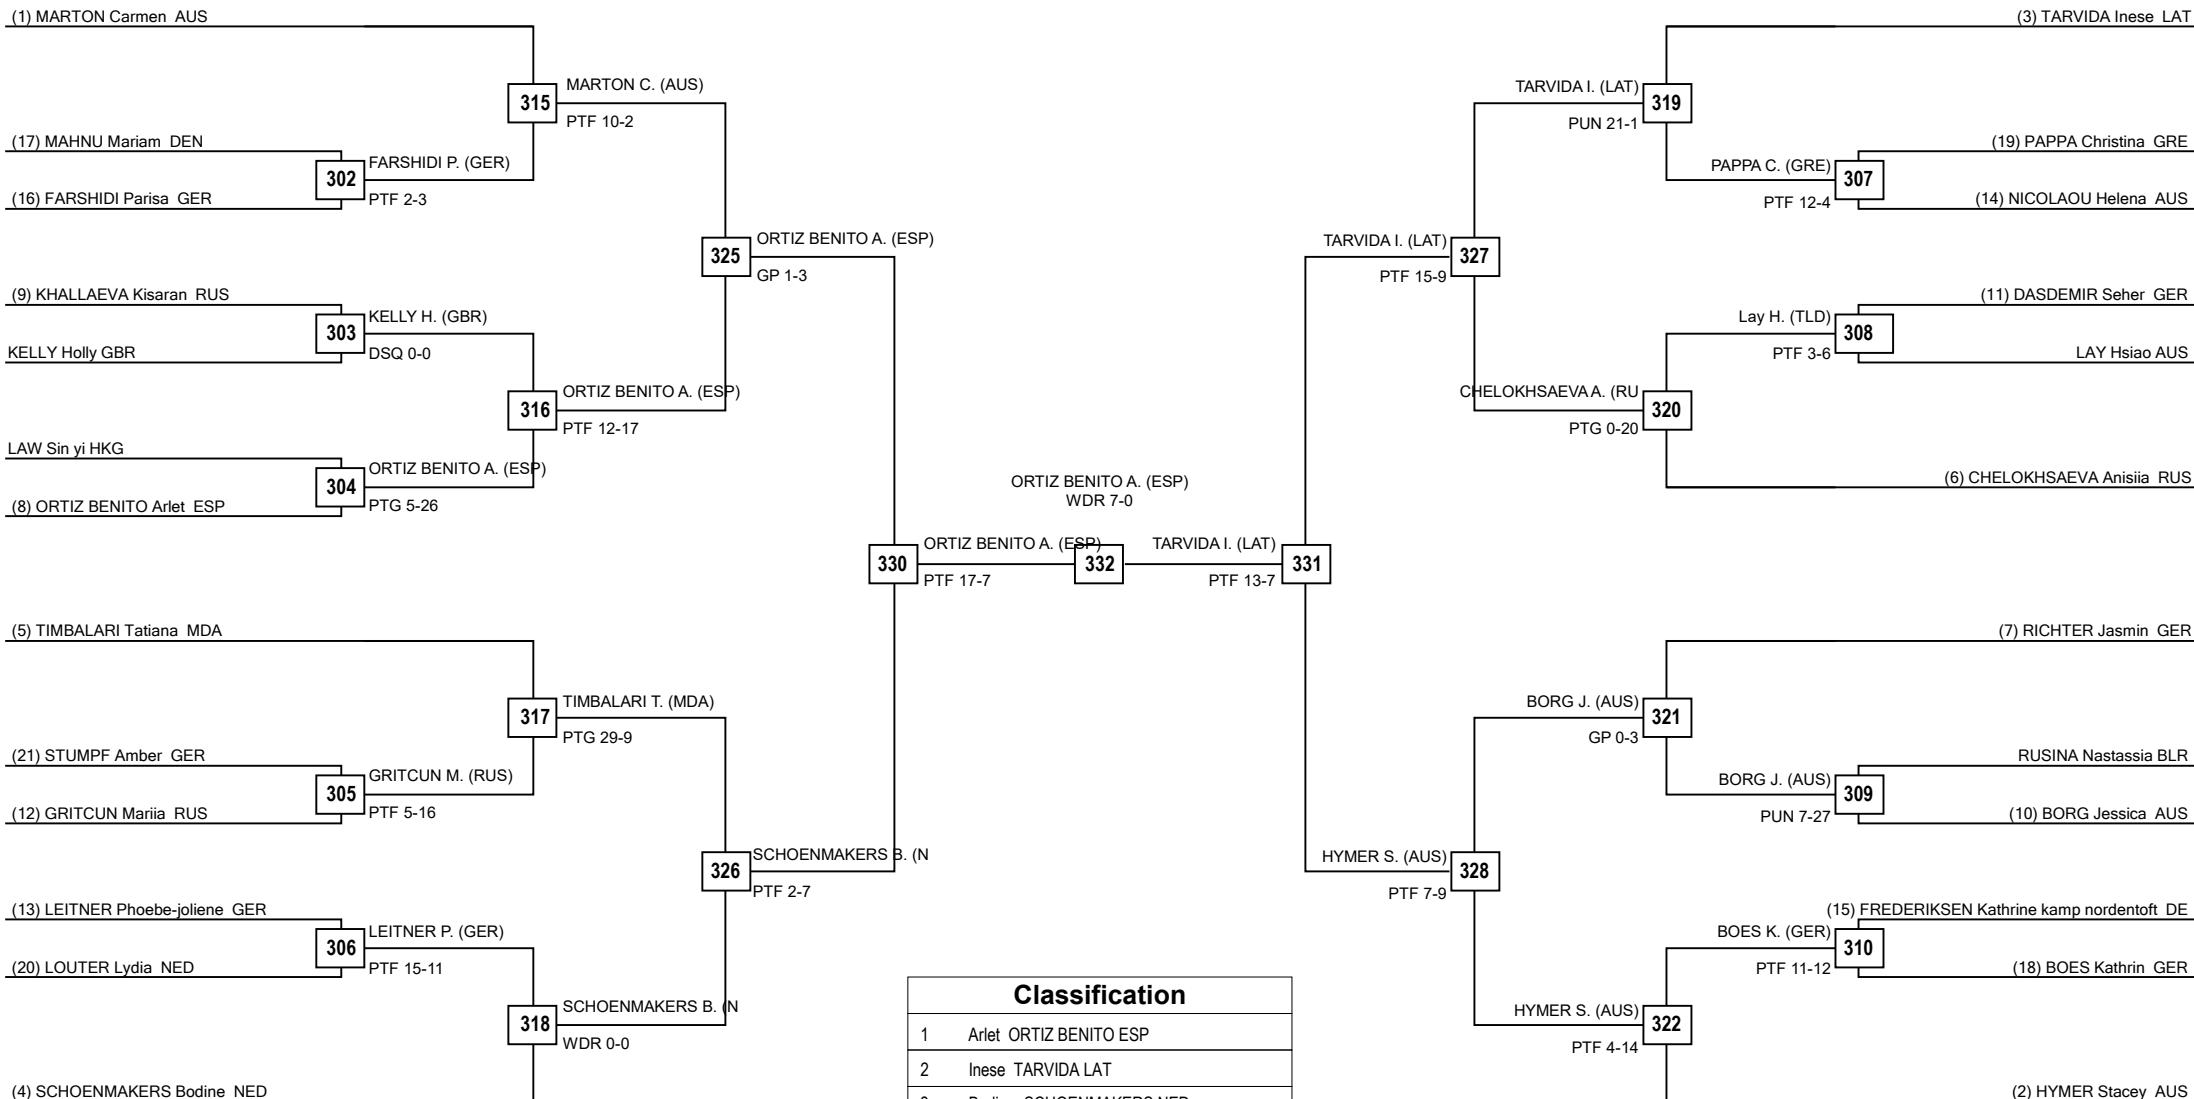 (1) MARTON Carmen AUS
MARTON C. (AUS)
315
PTF 10-2
(17) MAHNU Mariam DEN
FARSHIDI P. (GER)
302
(16) FARSHIDI Parisa GER
PTF 2-3
ORTIZ BENITO A. (ESP)
325
GP 1-3
(9) KHALLAEVA Kisaran RUS
KELLY H. (GBR)
303
KELLY Holly GBR
DSQ 0-0
ORTIZ BENITO A. (ESP)
316
PTF 12-17
LAW Sin yi HKG
ORTIZ BENITO A. (ESP)
304
(8) ORTIZ BENITO Arlet ESP
PTG 5-26
ORTIZ BENITO A. (ESP)
330
PTF 17-7
(5) TIMBALARI Tatiana MDA
TIMBALARI T. (MDA)
317
PTG 29-9
(21) STUMPF Amber GER
GRITCUN M. (RUS)
305
(12) GRITCUN Mariia RUS
PTF 5-16
SCHOENMAKERS B. (N
326
PTF 2-7
(13) LEITNER Phoebe-joliene GER
LEITNER P. (GER)
306
(20) LOUTER Lydia NED
PTF 15-11
SCHOENMAKERS B. (N
318
WDR 0-0
(4) SCHOENMAKERS Bodine NED
ORTIZ BENITO A. (ESP)
WDR 7-0
332
(3) TARVIDA Inese LAT
TARVIDA I. (LAT)
319
PUN 21-1
(19) PAPPA Christina GRE
PAPPA C. (GRE)
307
(14) NICOLAOU Helena AUS
PTF 12-4
TARVIDA I. (LAT)
327
PTF 15-9
(11) DASDEMIR Seher GER
Lay H. (TLD)
308
LAY Hsiao AUS
PTF 3-6
CHELOKHSAEVA A. (RU
320
PTG 0-20
(6) CHELOKHSAEVA Anisiia RUS
TARVIDA I. (LAT)
331
PTF 13-7
(7) RICHTER Jasmin GER
BORG J. (AUS)
321
GP 0-3
RUSINA Nastassia BLR
BORG J. (AUS)
309
(10) BORG Jessica AUS
PUN 7-27
HYMER S. (AUS)
328
PTF 7-9
(15) FREDERIKSEN Kathrine kamp nordentoft DE
BOES K. (GER)
310
(18) BOES Kathrin GER
PTF 11-12
HYMER S. (AUS)
322
PTF 4-14
(2) HYMER Stacey AUS
Classification
1 Arlet ORTIZ BENITO ESP
2 Inese TARVIDA LAT
SCHOENMAKERS NED